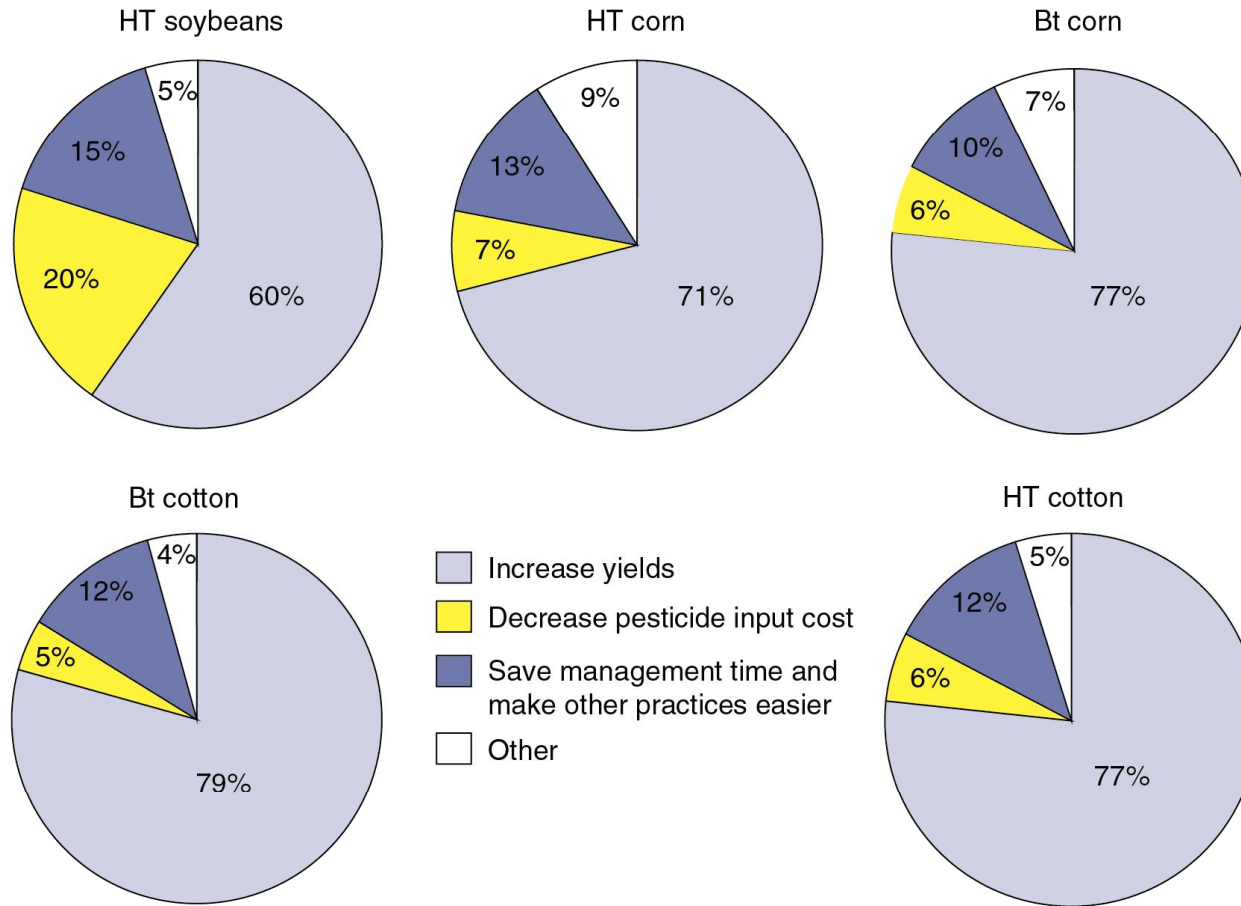 HT soybeans
5%
15%
20%
60%
HT corn
9%
13%
7%
71%
Bt corn
7%
10%
6%
77%
Bt cotton
4%
12%
5%
79%
Increase yields
Decrease pesticide input cost
Save management time and
make other practices easier
Other
HT cotton
5%
12%
6%
77%